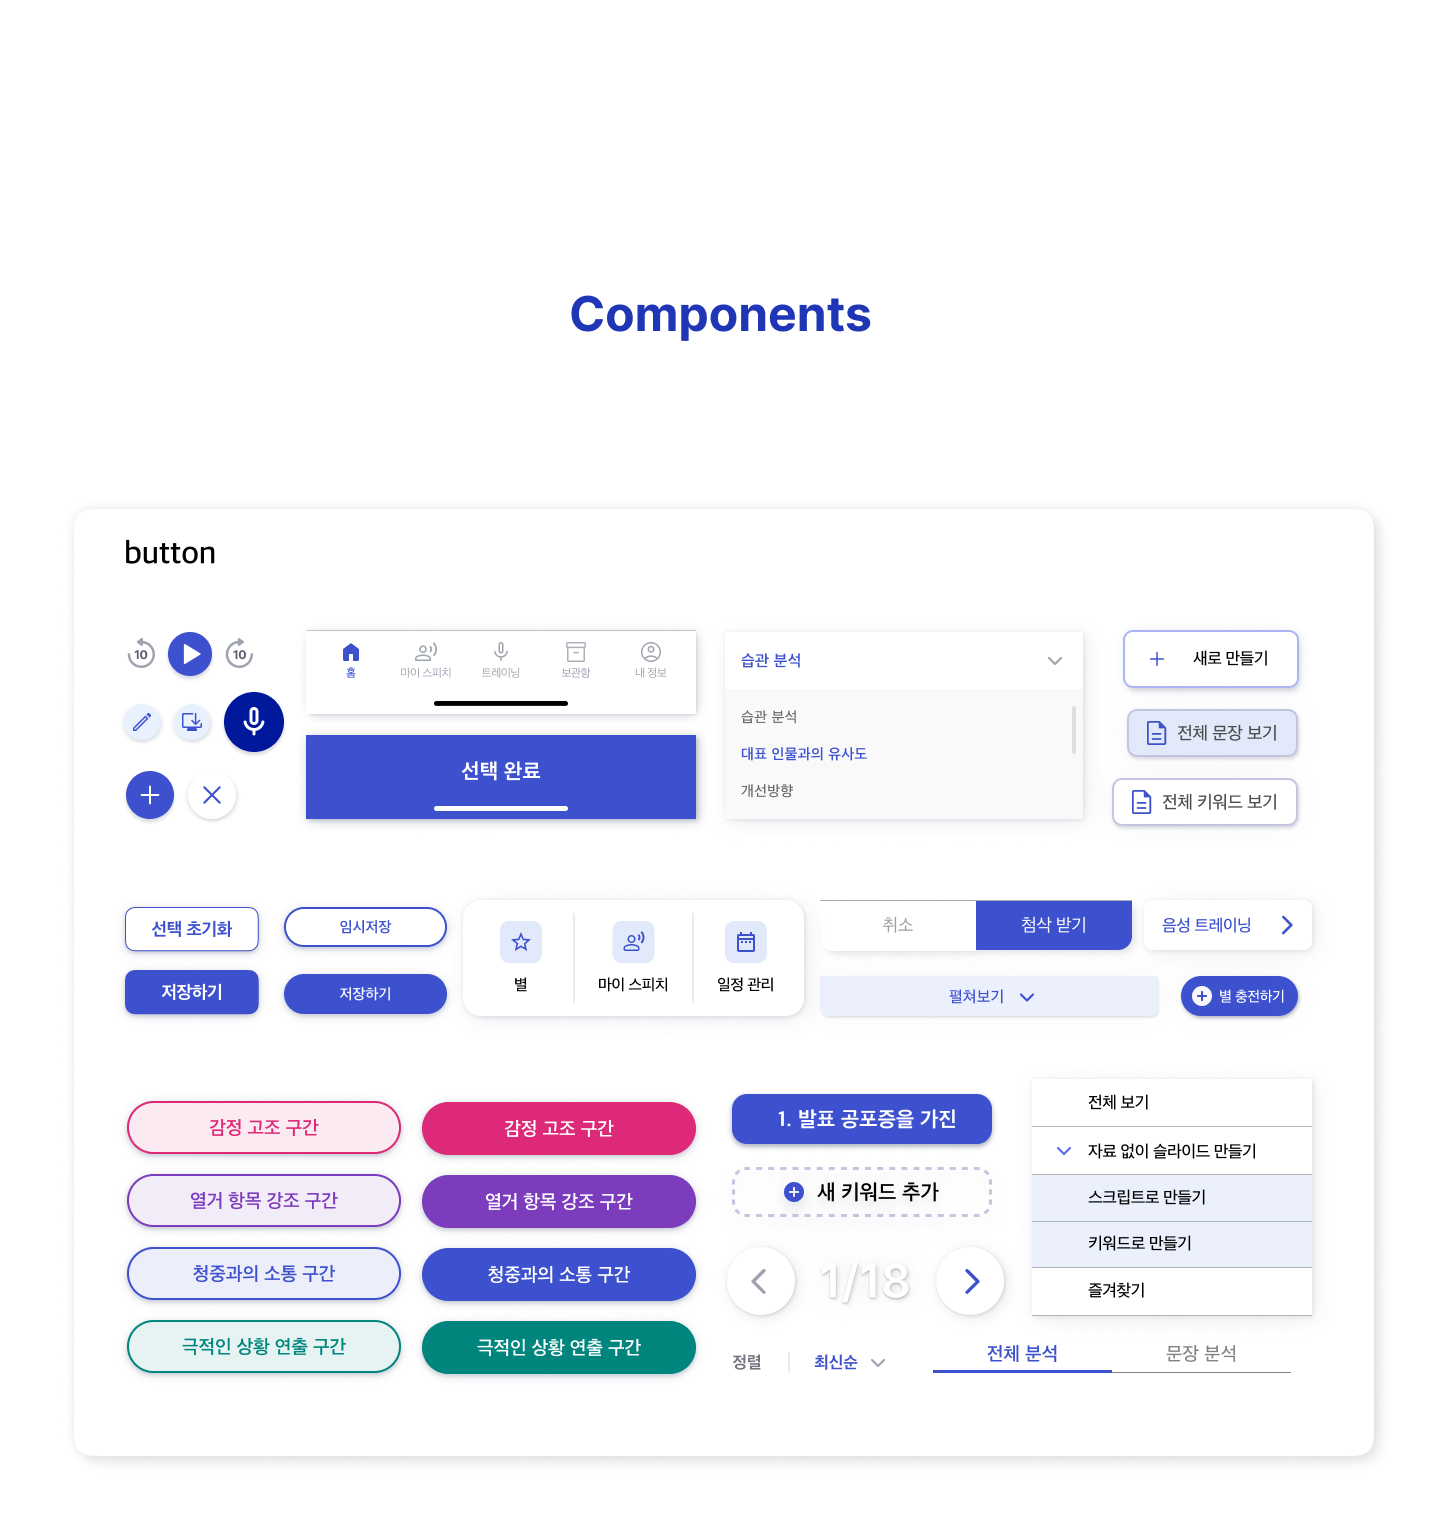 Components
button
10
10
홈
마이 스피치
트레이닝
보관함
내 정보
선택 완료
습관 분석
습관 분석
대표 인물과의 유사도
개선방향
새로 만들기
전체 문장 보기
전체 키워드 보기
선택 초기화
저장하기
임시저장
저장하기
별
마이 스피치
일정 관리
취소
첨삭 받기
펼쳐보기
음성 트레이닝
별 충전하기
감정 고조 구간
열거 항목 강조 구간
청중과의 소통 구간
극적인 상황 연출 구간
감정 고조 구간
열거 항목 강조 구간
청중과의 소통 구간
극적인 상황 연출 구간
1. 발표 공포증을 가진
새 키워드 추가
1/18
정렬
최신순
전체 보기
자료 없이 슬라이드 만들기
스크립트로 만들기
키워드로 만들기
즐겨찾기
전체 분석
문장 분석